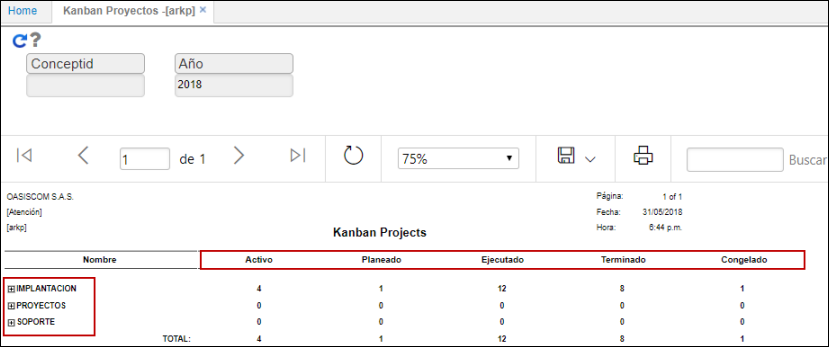 Home Kanban Proyectos -[arkp] ×
?
Conceptid Año
2018
1 de 1 75% Buscar
OASISCOM S.A.S. Página: 1 of 1
[Atención] Fecha: 31/05/2018
[arkp] Hora: 6:44 p.m.
Kanban Projects
Nombre Activo Planeado Ejecutado Terminado Congelado
IMPLANTACION 4 1 12 8 1
PROYECTOS 0 0 0 0 0
SOPORTE 0 0 0 0 0
TOTAL: 4 1 12 8 1